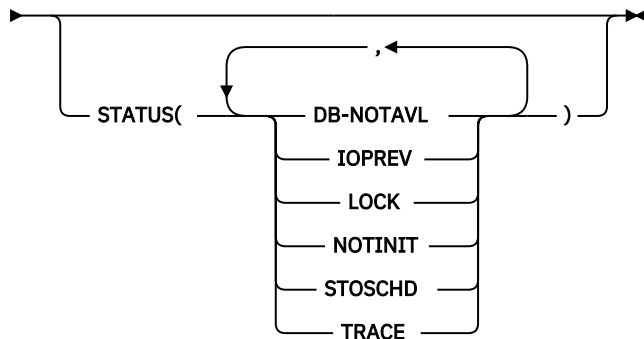 ,
STATUS( DB-NOTAVL )
IOPREV
LOCK
NOTINIT
STOSCHD
TRACE